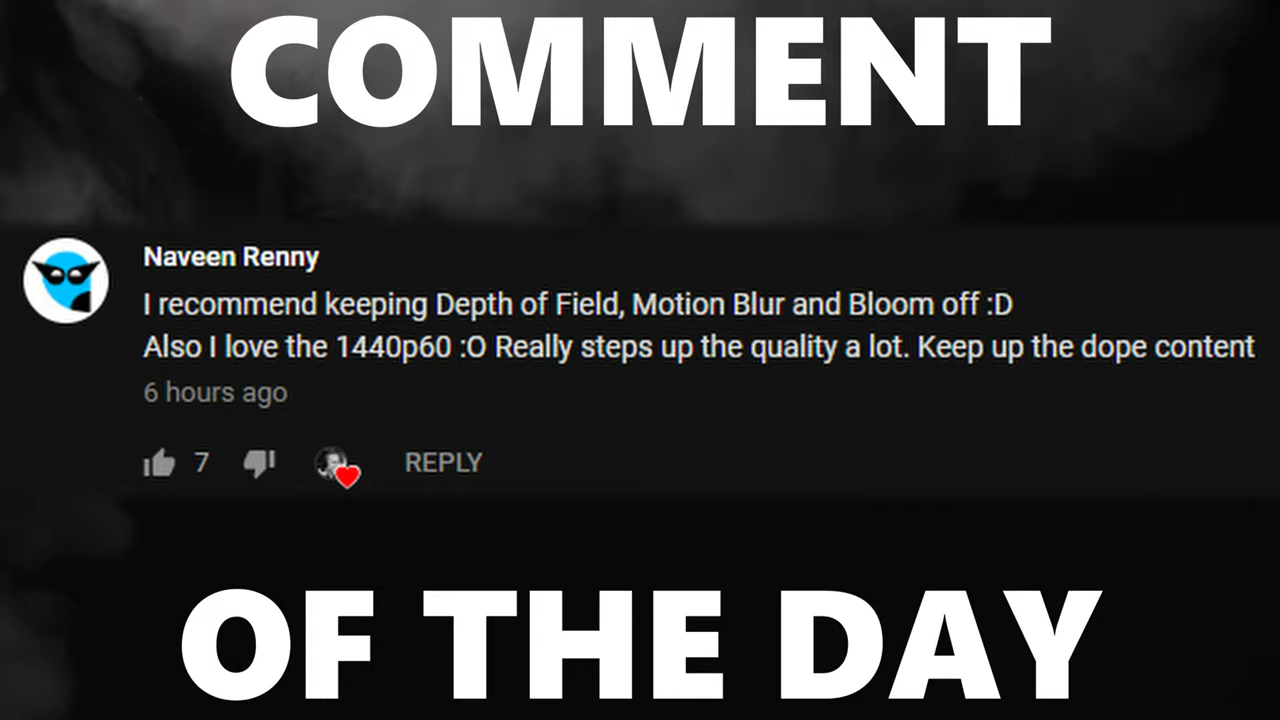 COMMENT
Naveen Renny
I recommend keeping Depth of Field, Motion Blur and Bloom off :D
Also I love the 1440p60 :O Really steps up the quality a lot. Keep up the dope content
6 hours ago
7 REPLY
OF THE DAY